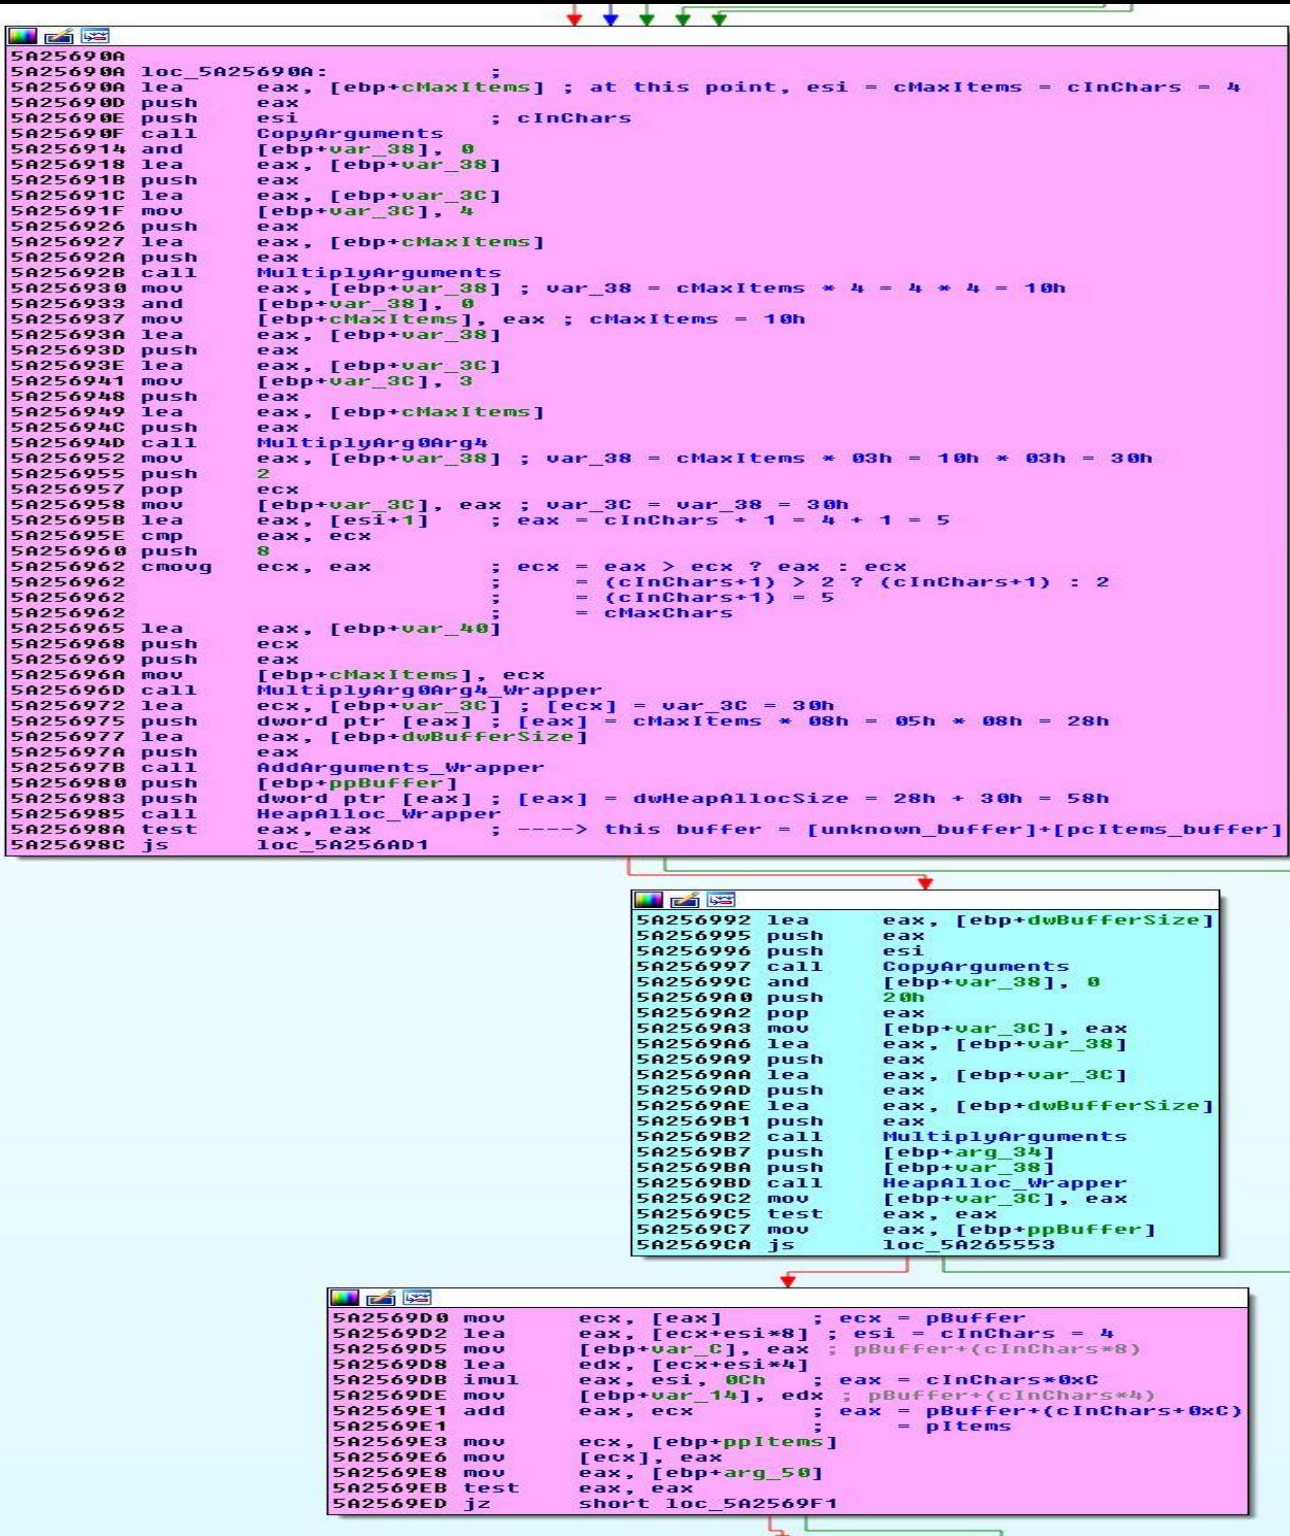 5A25690A
5A25690A loc_5A25690A: ;
5A25690A lea eax, [ebp+cMaxItems] ; at this point, esi = cMaxItems = cInChars = 4
5A25690D push eax
5A25690E push esi ; cInChars
5A25690F call CopyArguments
5A256914 and [ebp+var_38], 0
5A256918 lea eax, [ebp+var_38]
5A25691B push eax
5A25691C lea eax, [ebp+var_3C]
5A25691F mov [ebp+var_3C], 4
5A256926 push eax
5A256927 lea eax, [ebp+cMaxItems]
5A25692A push eax
5A25692B call MultiplyArguments
5A256930 mov eax, [ebp+var_38] ; var_38 = cMaxItems * 4 = 4 * 4 = 10h
5A256933 and [ebp+var_38], 0
5A256937 mov [ebp+cMaxItems], eax ; cMaxItems = 10h
5A25693A lea eax, [ebp+var_38]
5A25693D push eax
5A25693E lea eax, [ebp+var_3C]
5A256941 mov [ebp+var_3C], 3
5A256948 push eax
5A256949 lea eax, [ebp+cMaxItems]
5A25694C push eax
5A25694D call MultiplyArg0Arg4
5A256952 mov eax, [ebp+var_38] ; var_38 = cMaxItems * 03h = 10h * 03h = 30h
5A256955 push 2
5A256957 pop ecx
5A256958 mov [ebp+var_3C], eax ; var_3C = var_38 = 30h
5A25695B lea eax, [esi+1] ; eax = cInChars + 1 = 4 + 1 = 5
5A25695E cmp eax, ecx
5A256960 push 8
5A256962 cmovg ecx, eax ; ecx = eax > ecx ? eax : ecx
5A256962 ; = (cInChars+1) > 2 ? (cInChars+1) : 2
5A256962 ; = (cInChars+1) = 5
5A256962 ; = cMaxChars
5A256965 lea eax, [ebp+var_40]
5A256968 push ecx
5A256969 push eax
5A25696A mov [ebp+cMaxItems], ecx
5A25696D call MultiplyArg0Arg4_Wrapper
5A256972 lea ecx, [ebp+var_3C] ; [ecx] = var_3C = 30h
5A256975 push dword ptr [eax] ; [eax] = cMaxItems * 08h = 05h * 08h = 28h
5A256977 lea eax, [ebp+dwBufferSize]
5A25697A push eax
5A25697B call AddArguments_Wrapper
5A256980 push [ebp+ppBuffer]
5A256983 push dword ptr [eax] ; [eax] = dwHeapAllocSize = 28h + 30h = 58h
5A256985 call HeapAlloc_Wrapper
5A25698A test eax, eax ; ----> this buffer = [unknown_buffer]+[pcItems_buffer]
5A25698C js loc_5A256AD1
5A256992 lea eax, [ebp+dwBufferSize]
5A256995 push eax
5A256996 push esi
5A256997 call CopyArguments
5A25699C and [ebp+var_38], 0
5A2569A0 push 20h
5A2569A2 pop eax
5A2569A3 mov [ebp+var_3C], eax
5A2569A6 lea eax, [ebp+var_38]
5A2569A9 push eax
5A2569AA lea eax, [ebp+var_3C]
5A2569AD push eax
5A2569AE lea eax, [ebp+dwBufferSize]
5A2569B1 push eax
5A2569B2 call MultiplyArguments
5A2569B7 push [ebp+arg_34]
5A2569BA push [ebp+var_38]
5A2569BD call HeapAlloc_Wrapper
5A2569C2 mov [ebp+var_3C], eax
5A2569C5 test eax, eax
5A2569C7 mov eax, [ebp+ppBuffer]
5A2569CA js loc_5A265553
5A2569D0 mov ecx, [eax] ; ecx = pBuffer
5A2569D2 lea eax, [ecx+esi*8] ; esi = cInChars = 4
5A2569D5 mov [ebp+var_C], eax ; pBuffer+(cInChars*8)
5A2569D8 lea edx, [ecx+esi*4]
5A2569DB imul eax, esi, 0Ch ; eax = cInChars*0xC
5A2569DE mov [ebp+var_14], edx ; pBuffer+(cInChars*4)
5A2569E1 add eax, ecx ; eax = pBuffer+(cInChars+0xC)
5A2569E1 ; = pItems
5A2569E3 mov ecx, [ebp+ppItems]
5A2569E6 mov [ecx], eax
5A2569E8 mov eax, [ebp+arg_50]
5A2569EB test eax, eax
5A2569ED jz short loc_5A2569F1